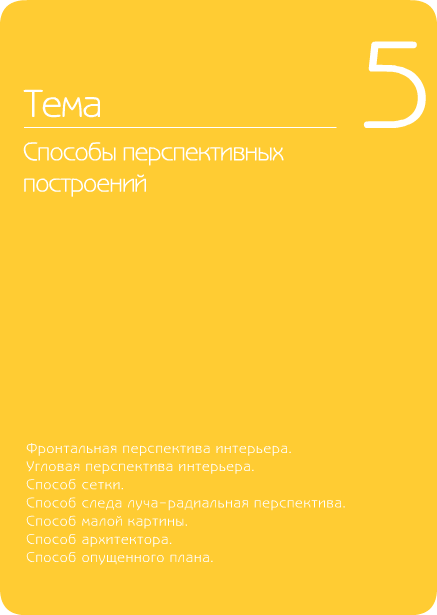 5
Тема
Способы перспективных
построений
Фронтальная перспектива интерьера.
Угловая перспектива интерьера.
Способ сетки.
Способ следа луча-радиальная перспектива.
Способ малой картины.
Способ архитектора.
Способ опущенного плана.